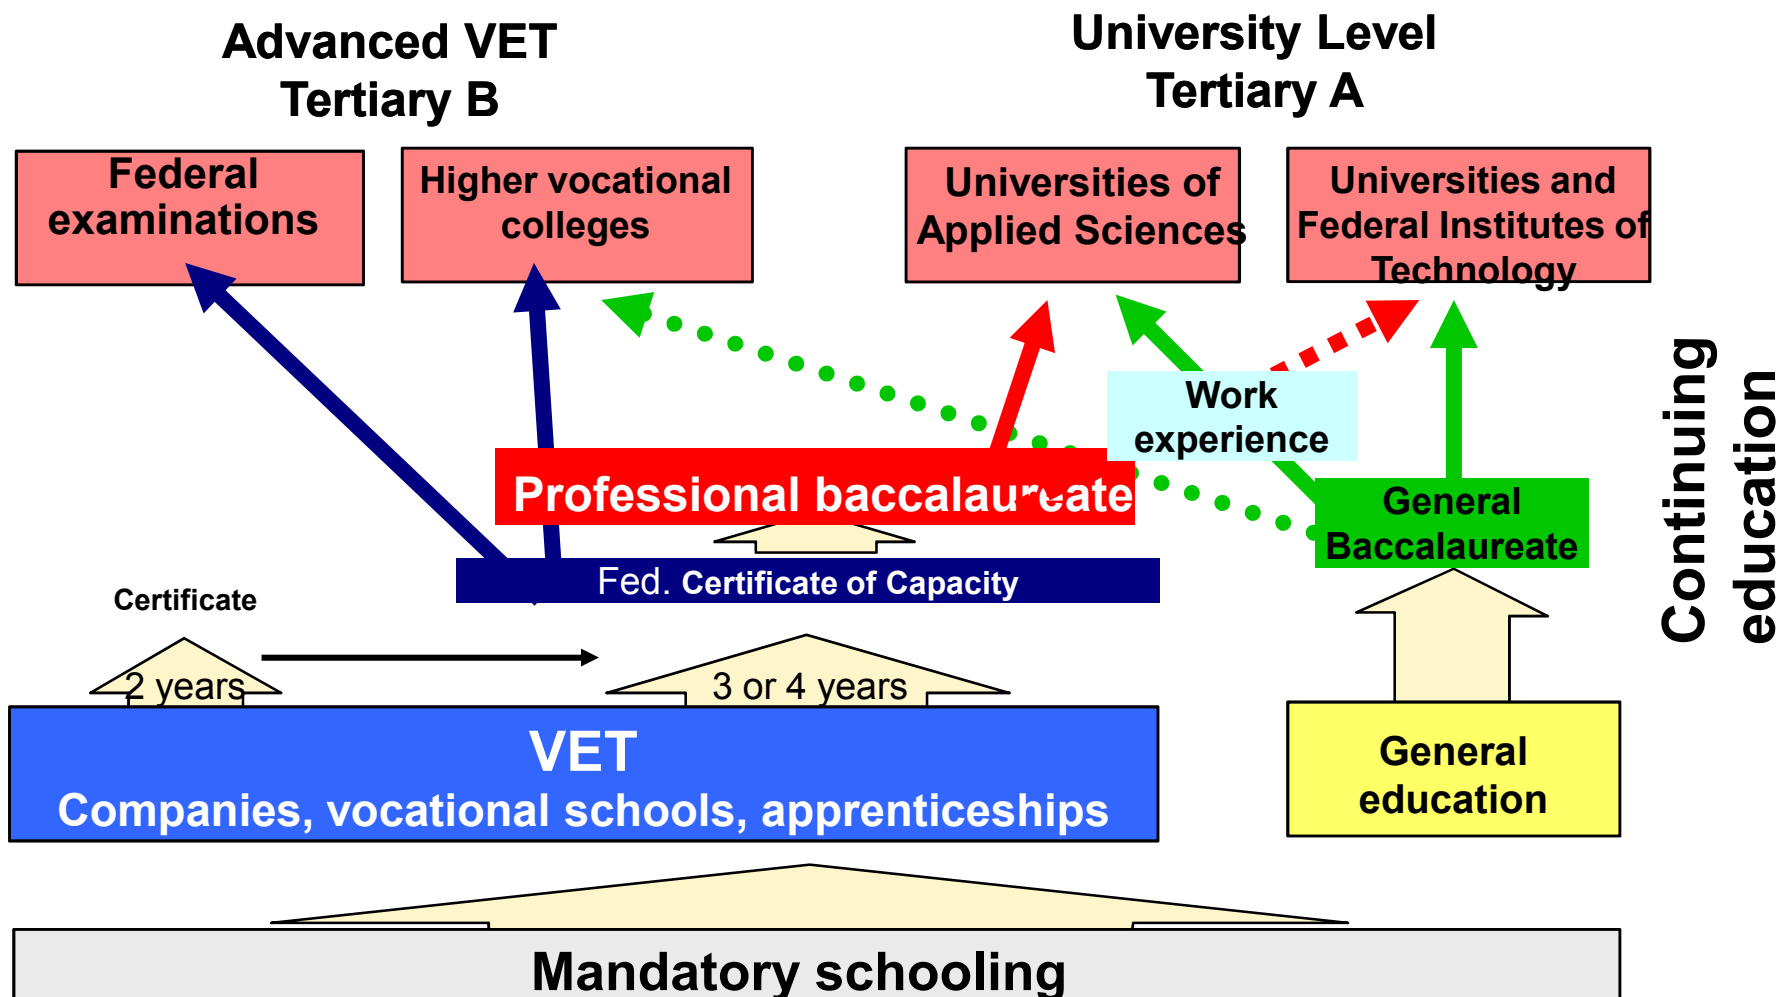 Advanced VET
Tertiary B
University Level
Tertiary A
Federal
examinations
Higher vocational
colleges
Universities of
Applied Sciences
Universities and
Federal Institutes of
Technology
Work
experience
Professional baccalaureate
General
Baccalaureate
Fed. Certificate of Capacity
Certificate
2 years
3 or 4 years
VET
Companies, vocational schools, apprenticeships
General
education
Mandatory schooling
Continuing
education